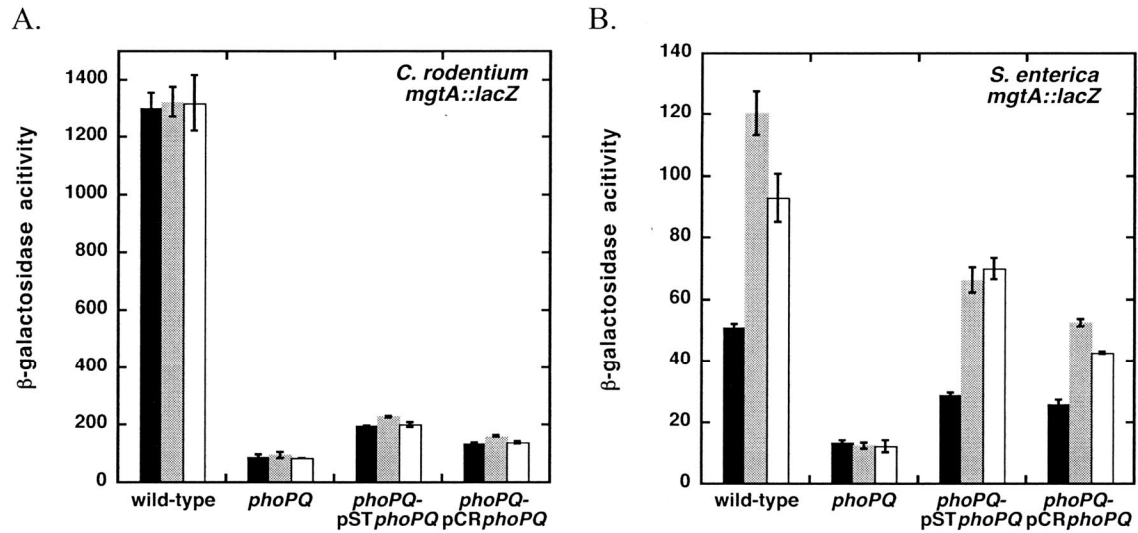 A.
C. rodentium
mgtA::lacZ
β-galactosidase acitivity
1400
1200
1000
800
600
400
200
0
wild-type
phoPQ
phoPQ-
pSTphoPQ
phoPQ-
pCRphoPQ
B.
S. enterica
mgtA::lacZ
β-galactosidase acitivity
140
120
100
80
60
40
20
0
wild-type
phoPQ
phoPQ-
pSTphoPQ
phoPQ-
pCRphoPQ